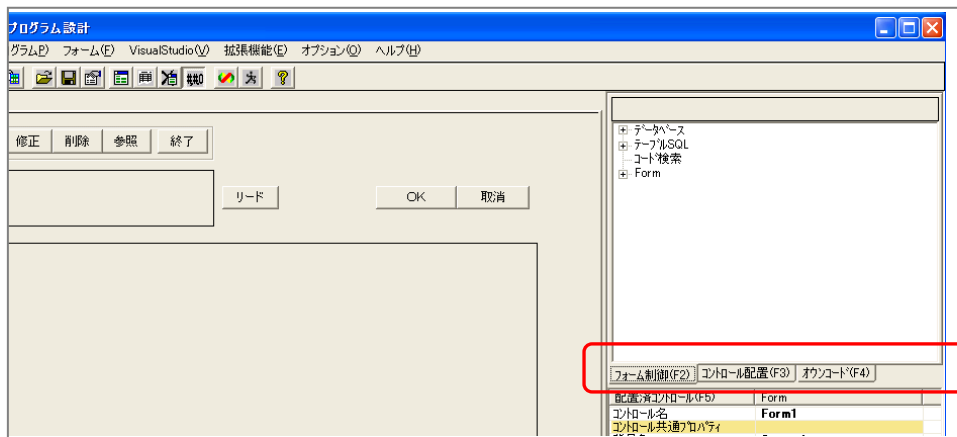 プログラム設計
グラムP) フォーム(F) VisualStudio(V) 拡張機能(E) オプション(O) ヘルプ(H)
修正 削除 参照 終了
リード OK 取消
データベース
テーブルSQL
コード検索
Form
フォーム制御(F2) コントロール配置(F3) オウンコード(F4)
配置済コントロール(F5) Form
コントロール名 Form1
コントロール共通プロパティ